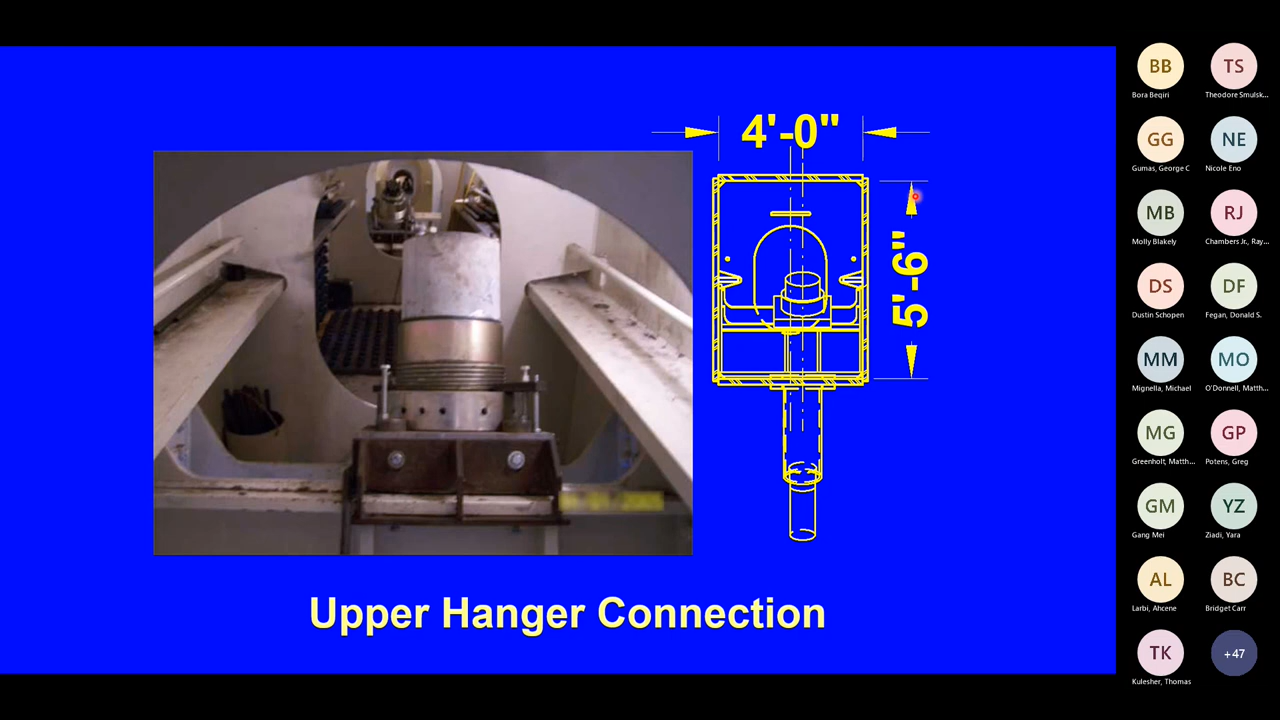 4'-0"
5'-6"
Upper Hanger Connection
BB
Bora Beqiri
TS
Theodore Smulsk...
GG
Gumas, George C
NE
Nicole Eno
MB
Molly Blakely
RJ
Chambers Jr., Ray...
DS
Dustin Schopen
DF
Fegan, Donald S.
MM
Mignella, Michael
MO
O'Donnell, Matth...
MG
Greenholt, Matth...
GP
Potens, Greg
GM
Gang Mei
YZ
Ziadi, Yara
AL
Larbi, Ahcene
BC
Bridget Carr
TK
Kulesher, Thomas
+47